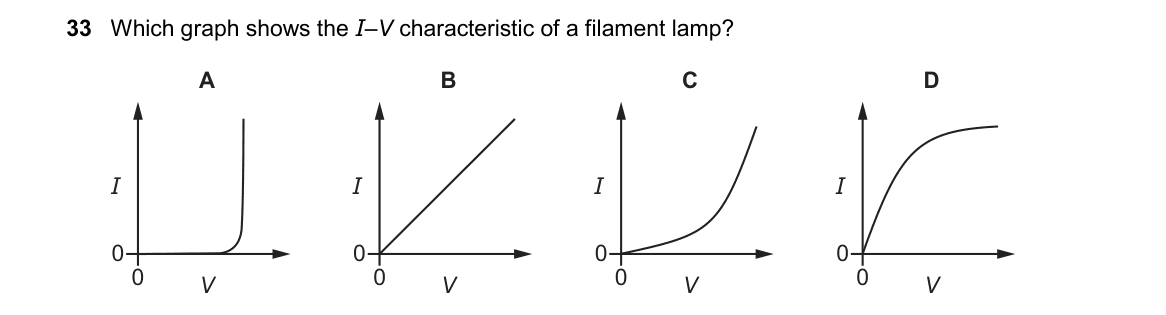 33 Which graph shows the I–V characteristic of a filament lamp?
A B C D
I I I I
0 0 0 0
0 0 0 0
V V V V